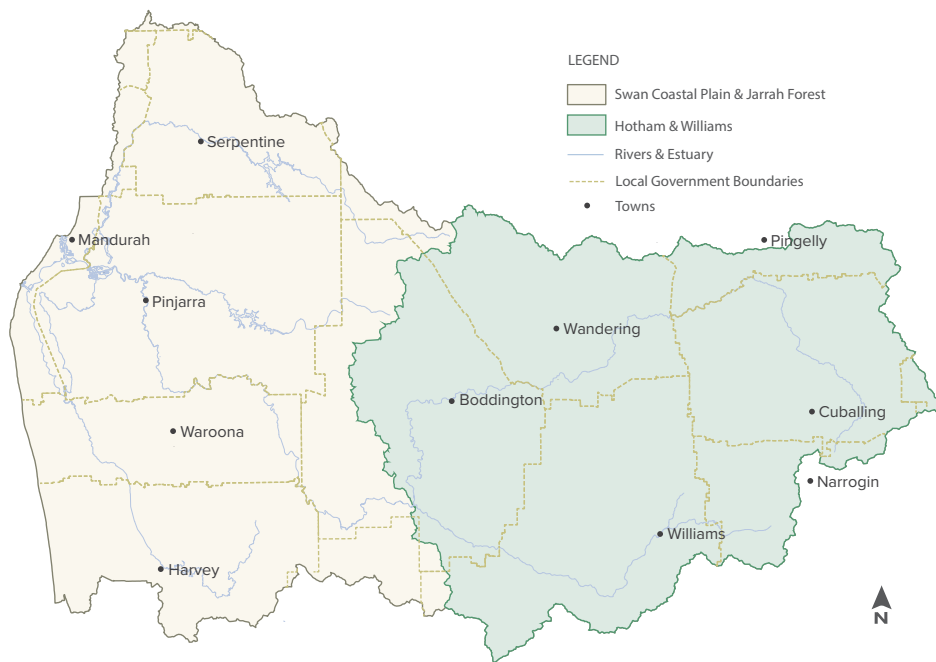 LEGEND
Swan Coastal Plain & Jarrah Forest
Hotham & Williams
Rivers & Estuary
Local Government Boundaries
Towns
Serpentine
Mandurah
Pingelly
Pinjarra
Wandering
Boddington
Cuballing
Waroona
Narrogin
Williams
Harvey
N